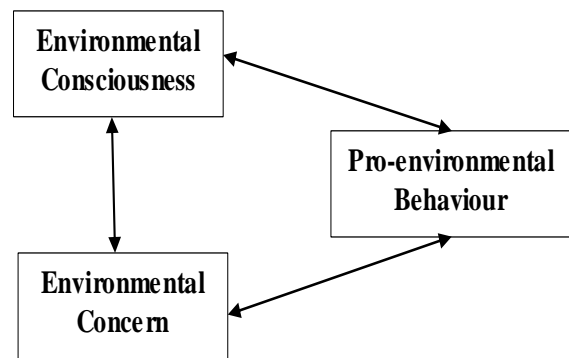 Environmental
Consciousness
Pro-environmental
Behaviour
Environmental
Concern